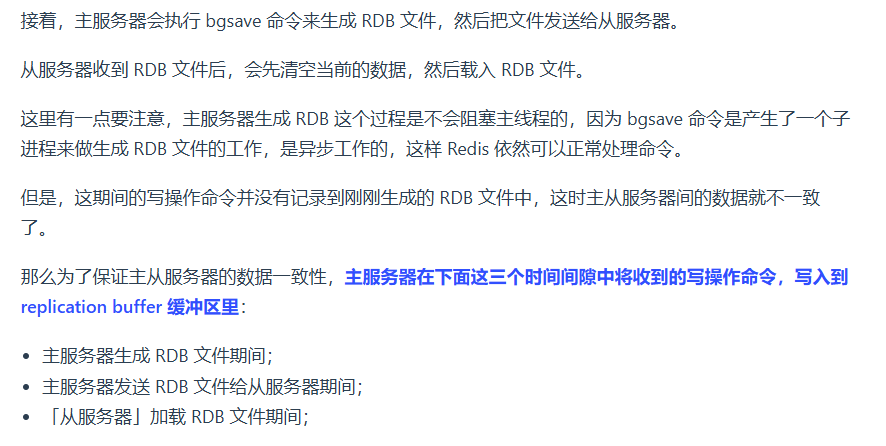 接着，主服务器会执行 bgsave 命令来生成 RDB 文件，然后把文件发送给从服务器。
从服务器收到 RDB 文件后，会先清空当前的数据，然后载入 RDB 文件。
这里有一点要注意，主服务器生成 RDB 这个过程是不会阻塞主线程的，因为 bgsave 命令是产生了一个子
进程来做生成 RDB 文件的工作，是异步工作的，这样 Redis 依然可以正常处理命令。
但是，这期间的写操作命令并没有记录到刚刚生成的 RDB 文件中，这时主从服务器间的数据就不一致
了。
那么为了保证主从服务器的数据一致性，主服务器在下面这三个时间间隙中将收到的写操作命令，写入到
replication buffer 缓冲区里：
• 主服务器生成 RDB 文件期间；
• 主服务器发送 RDB 文件给从服务器期间；
• 「从服务器」加载 RDB 文件期间；